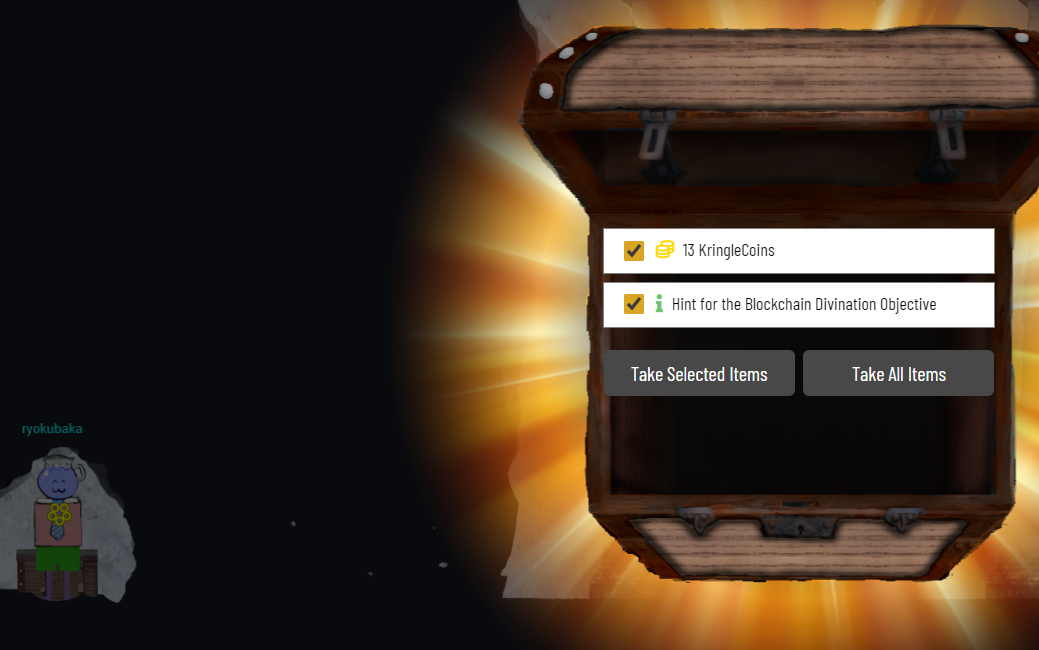 13 KringleCoins
Hint for the Blockchain Divination Objective
Take Selected Items
Take All Items
ryokubaka